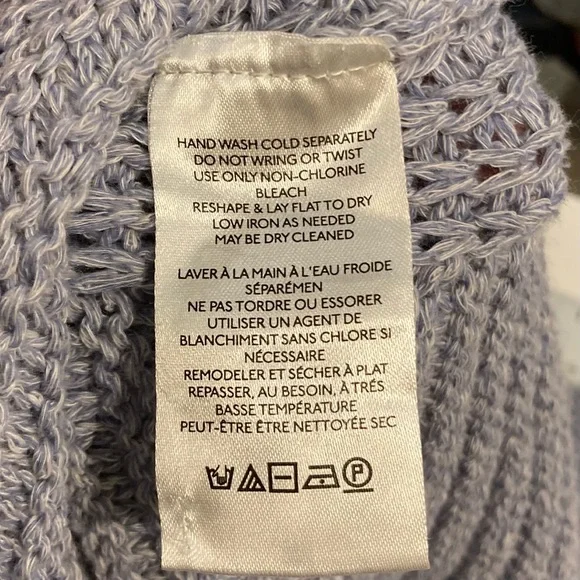 HAND WASH COLD SEPARATELY
DO NOT WRING OR TWIST
USE ONLY NON-CHLORINE
BLEACH
RESHAPE & LAY FLAT TO DRY
LOW IRON AS NEEDED
MAY BE DRY CLEANED
LAVER À LA MAIN À L'EAU FROIDE
SÉPARÉMEN
NE PAS TORDRE OU ESSORER
UTILISER UN AGENT DE
BLANCHIMENT SANS CHLORE SI
NÉCESSAIRE
REMODELER ET SÉCHER À PLAT
REPASSER, AU BESOIN, À TRÉS
BASSE TEMPÉRATURE
PEUT-ÊTRE ÊTRE NETTOYÉE SEC
P